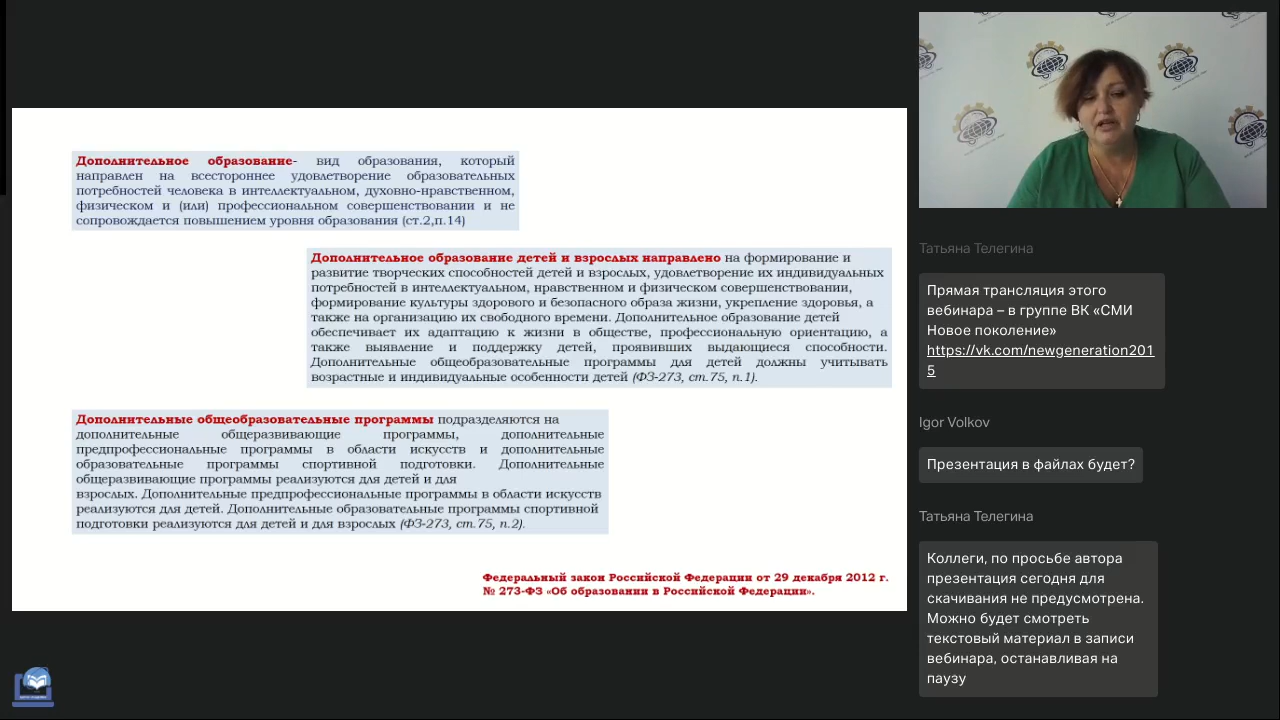 Дополнительное образование- вид образования, который
направлен на всестороннее удовлетворение образовательных
потребностей человека в интеллектуальном, духовно-нравственном,
физическом и (или) профессиональном совершенствовании и не
сопровождается повышением уровня образования (ст.2,п.14)
Дополнительное образование детей и взрослых направлено на формирование и
развитие творческих способностей детей и взрослых, удовлетворение их индивидуальных
потребностей в интеллектуальном, нравственном и физическом совершенствовании,
формирование культуры здорового и безопасного образа жизни, укрепление здоровья, а
также на организацию их свободного времени. Дополнительное образование детей
обеспечивает их адаптацию к жизни в обществе, профессиональную ориентацию, а
также выявление и поддержку детей, проявивших выдающиеся способности.
Дополнительные общеобразовательные программы для детей должны учитывать
возрастные и индивидуальные особенности детей (ФЗ-273, ст.75, п.1).
Дополнительные общеобразовательные программы подразделяются на
дополнительные общеразвивающие программы, дополнительные
предпрофессиональные программы в области искусств и дополнительные
образовательные программы спортивной подготовки. Дополнительные
общеразвивающие программы реализуются для детей и для
взрослых. Дополнительные предпрофессиональные программы в области искусств
реализуются для детей. Дополнительные образовательные программы спортивной
подготовки реализуются для детей и для взрослых (ФЗ-273, ст.75, п.2).
Федеральный закон Российской Федерации от 29 декабря 2012 г.
№ 273-ФЗ «Об образовании в Российской Федерации».
Татьяна Телегина
Прямая трансляция этого
вебинара – в группе ВК «СМИ
Новое поколение»
https://vk.com/newgeneration201
5
Igor Volkov
Презентация в файлах будет?
Татьяна Телегина
Коллеги, по просьбе автора
презентация сегодня для
скачивания не предусмотрена.
Можно будет смотреть
текстовый материал в записи
вебинара, останавливая на
паузу